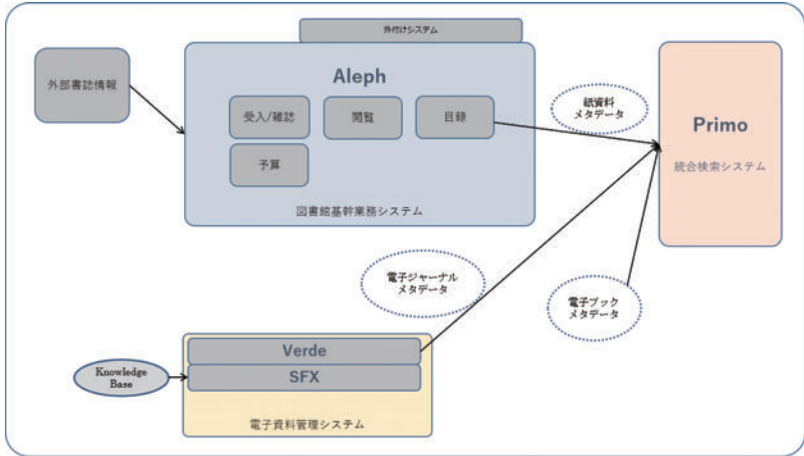 外付けシステム
Aleph
外部書誌情報
受入/雑誌
閲覧
目録
予算
図書館基幹業務システム
紙資料
メタデータ
Primo
統合検索システム
電子ジャーナル
メタデータ
電子ブック
メタデータ
Verde
SFX
Knowledge
Base
電子資料管理システム